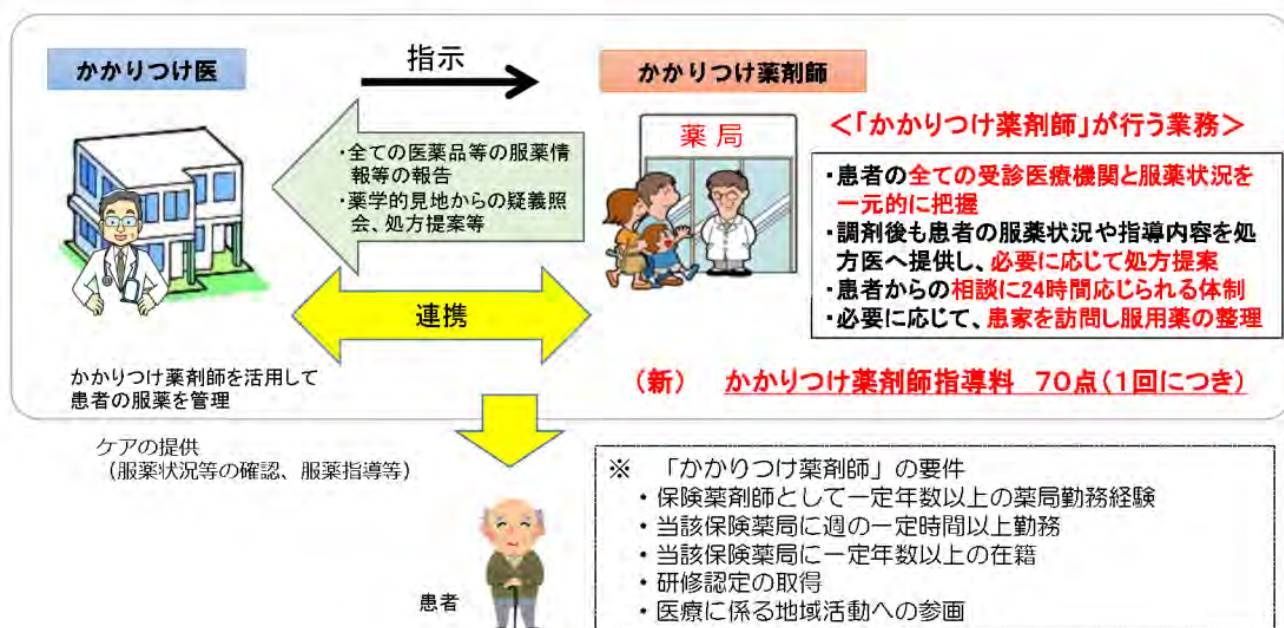 かかりつけ医
指示
かかりつけ薬剤師
・全ての医薬品等の服薬情
報等の報告
・薬学的見地からの疑義照
会、処方提案等
薬局
<「かかりつけ薬剤師」が行う業務>
・患者の全ての受診医療機関と服薬状況を
一元的に把握
・調剤後も患者の服薬状況や指導内容を処
方医へ提供し、必要に応じて処方提案
・患者からの相談に24時間応じられる体制
・必要に応じて、患家を訪問し服用薬の整理
連携
かかりつけ薬剤師を活用して
患者の服薬を管理
(新) かかりつけ薬剤師指導料 70点(1回につき)
ケアの提供
(服薬状況等の確認、服薬指導等)
患者
※ 「かかりつけ薬剤師」の要件
・保険薬剤師として一定年数以上の薬局勤務経験
・当該保険薬局に週の一定時間以上勤務
・当該保険薬局に一定年数以上の在籍
・研修認定の取得
・医療に係る地域活動への参画